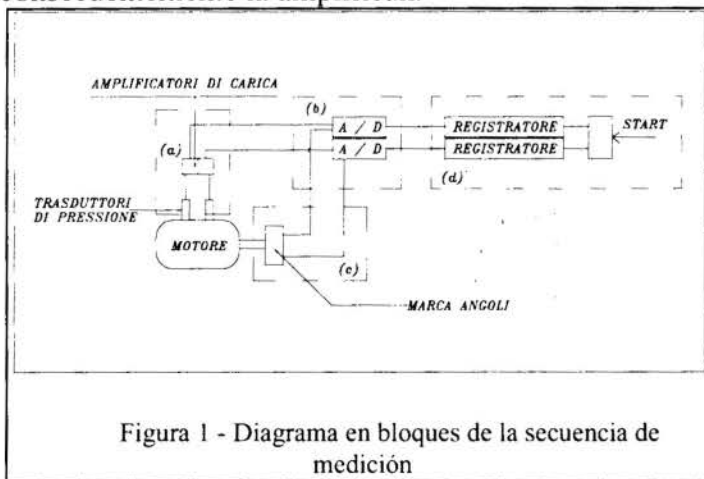 AMPLIFICATORI DI CARICA
(a)
(b)
A / D
REGISTRATORE
START
A / D
REGISTRATORE
(d)
TRASDUTTORI
DI PRESSIONE
MOTORE
(c)
MARCA ANGOLI
Figura 1 - Diagrama en bloques de la secuencia de
medición